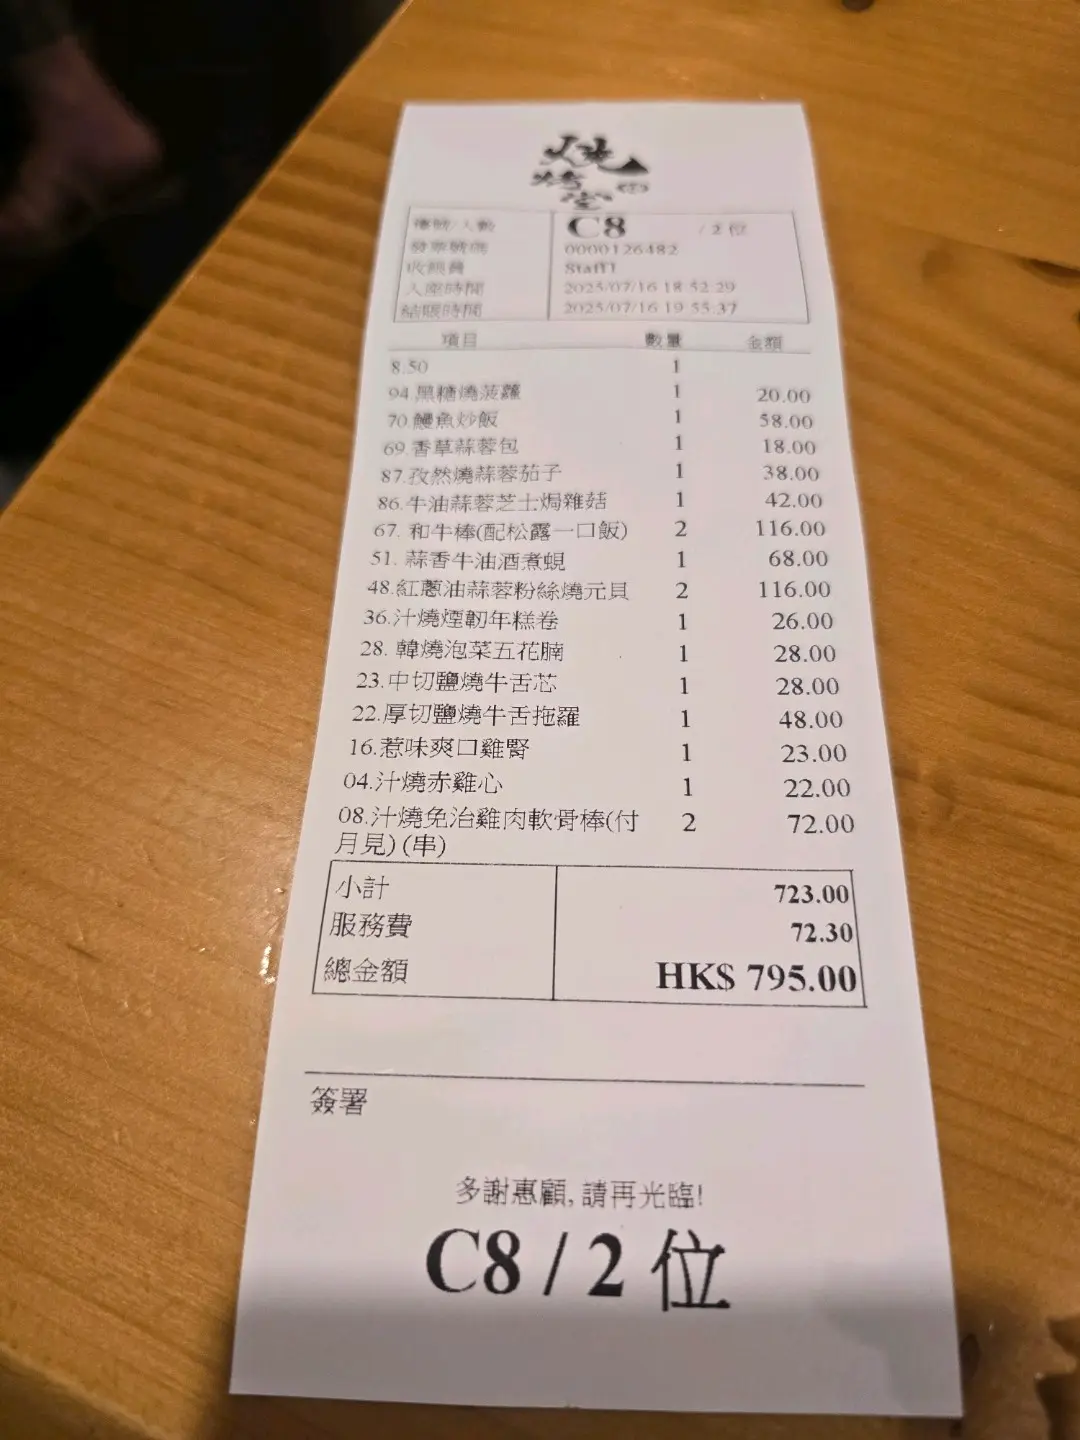 燒
烤堂
檯號/人數 C8 / 2 位
發票號碼 0000126482
收銀員 Staff1
入座時間 2025/07/16 18:52:29
結賬時間 2025/07/16 19:55:37
項目 數量 金額
8.50 1
94.黑糖燒菠蘿 1 20.00
70.鰻魚炒飯 1 58.00
69.香草蒜蓉包 1 18.00
87.孜然燒蒜蓉茄子 1 38.00
86.牛油蒜蓉芝士焗雜菇 1 42.00
67. 和牛棒(配松露一口飯) 2 116.00
51. 蒜香牛油酒煮蜆 1 68.00
48.紅蔥油蒜蓉粉絲燒元貝 2 116.00
36.汁燒煙韌年糕卷 1 26.00
28. 韓燒泡菜五花腩 1 28.00
23.中切鹽燒牛舌芯 1 28.00
22.厚切鹽燒牛舌拖羅 1 48.00
16.惹味爽口雞腎 1 23.00
04.汁燒赤雞心 1 22.00
08.汁燒免治雞肉軟骨棒(付 2 72.00
月見) (串)
小計 723.00
服務費 72.30
總金額 HK$ 795.00
簽署
多謝惠顧, 請再光臨!
C8 / 2 位